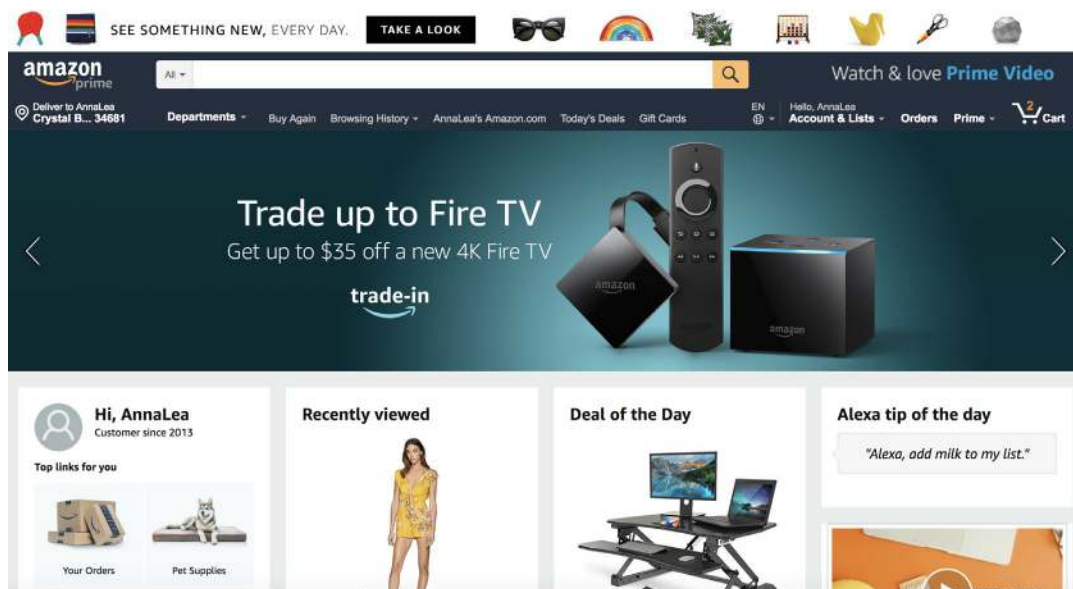 SEE SOMETHING NEW, EVERY DAY. TAKE A LOOK
amazon prime
All
Watch & love Prime Video
Deliver to AnnaLea
Crystal B... 34681
Departments
Buy Again
Browsing History
AnnaLea's Amazon.com
Today's Deals
Gift Cards
EN
Hello, AnnaLea
Account & Lists
Orders
Prime
2
Cart
Trade up to Fire TV
Get up to $35 off a new 4K Fire TV
trade-in
amazon
amazon
Hi, AnnaLea
Customer since 2013
Top links for you
Your Orders
Pet Supplies
Recently viewed
Deal of the Day
Alexa tip of the day
"Alexa, add milk to my list."